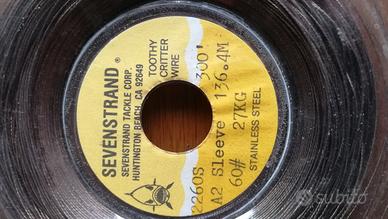 SEVENSTRAND®
SEVENSTRAND TACKLE CORP.
HUNTINGTON BEACH, CA 92649
TOOTHY
CRITTER
WIRE
2260S 300'
A2 Sleeve 136.4M
60# 27KG
STAINLESS STEEL
subito